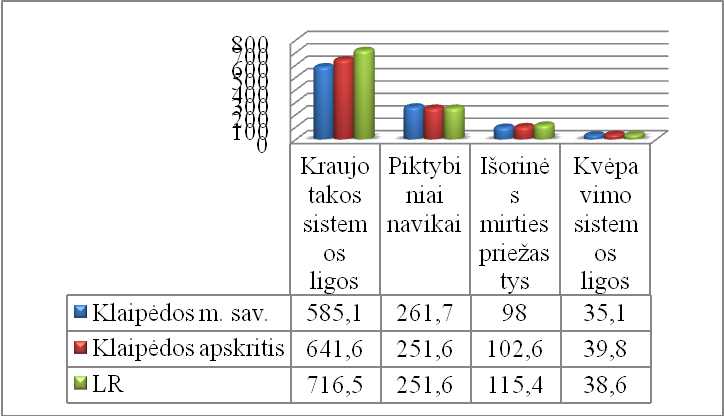 800
700
600
500
400
300
200
100
0
Kraujo
takos
sistem
os
ligos
Piktybi
niai
navikai
Išorinė
s
mirties
priežas
tys
Kvėpa
vimo
sistem
os
ligos
Klaipėdos m. sav. 585,1 261,7 98 35,1
Klaipėdos apskritis 641,6 251,6 102,6 39,8
LR 716,5 251,6 115,4 38,6